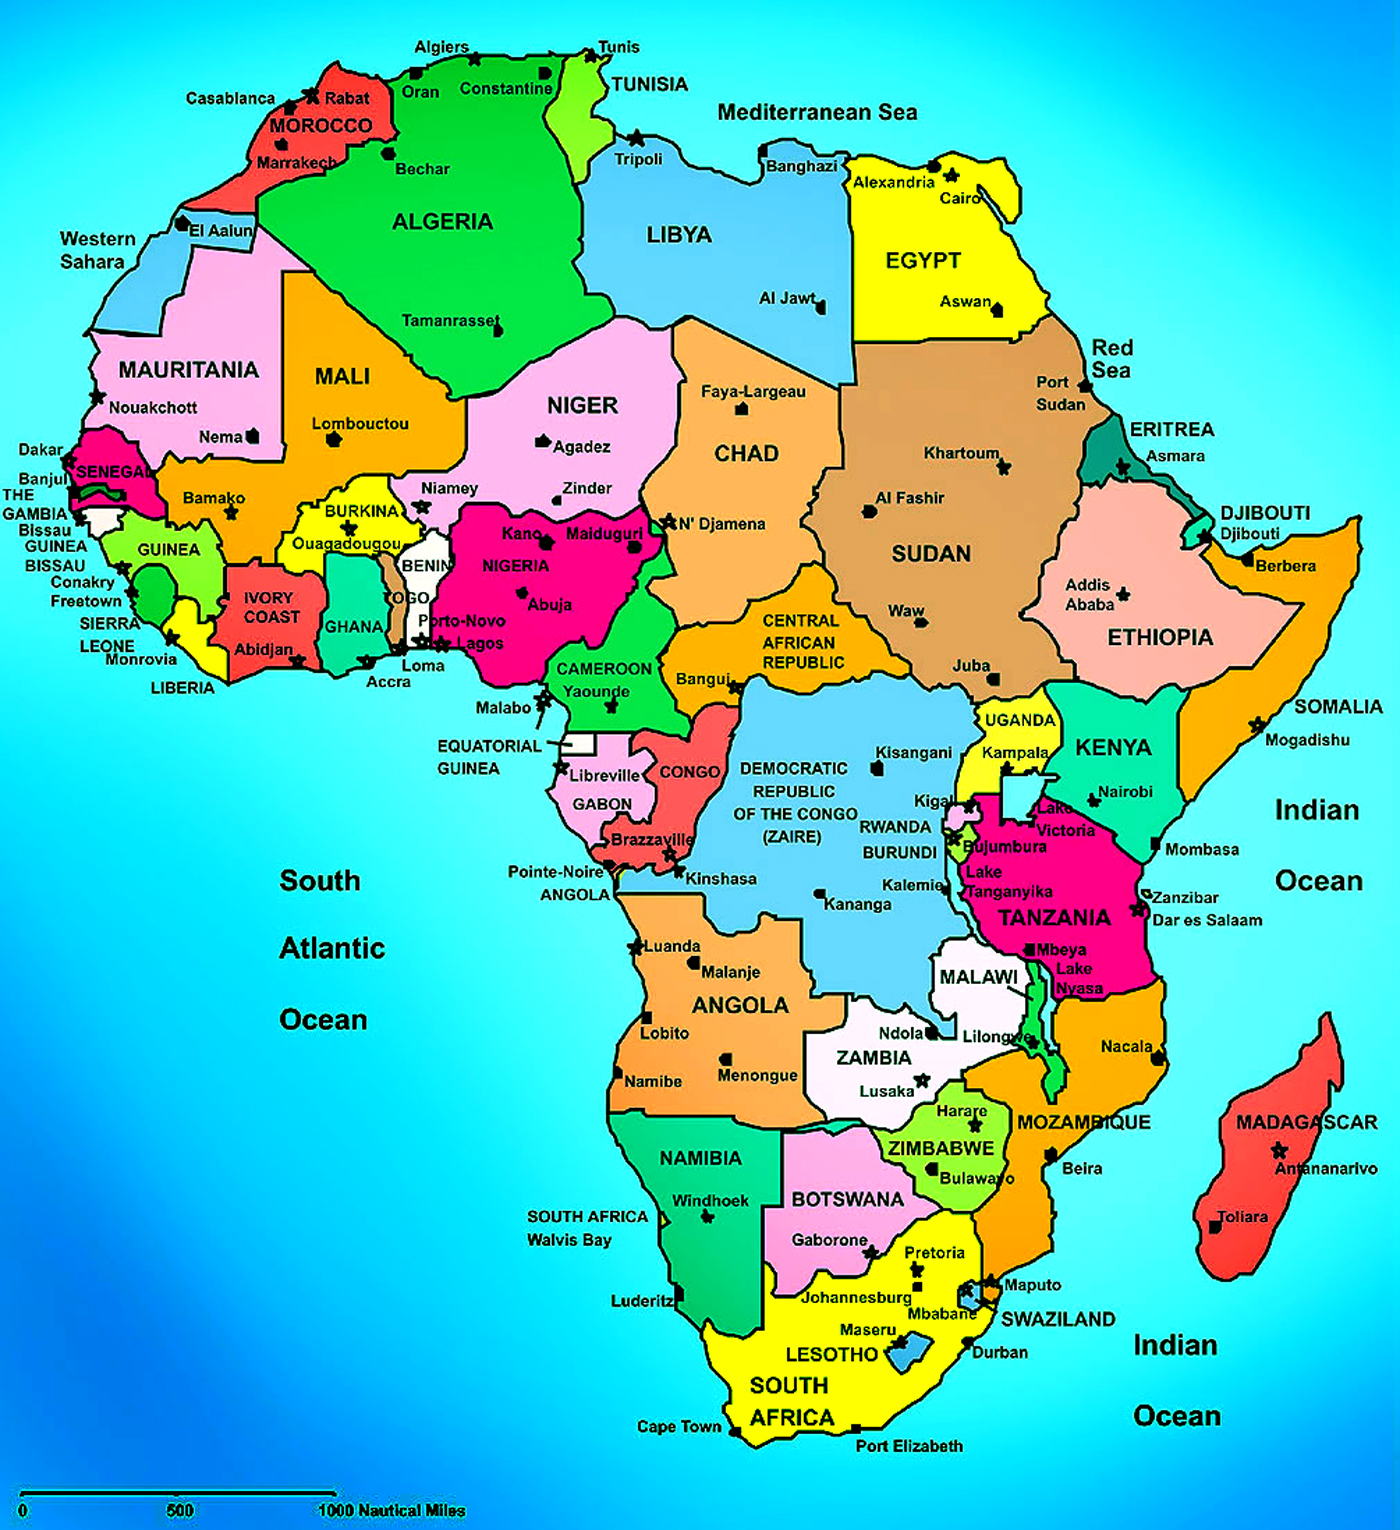 Algiers
Tunis
Oran
Constantine
TUNISIA
Casablanca
Rabat
MOROCCO
Marrakech
Bechar
Mediterranean Sea
Tripoli
Banghazi
Alexandria
Cairo
El Aalun
Western
Sahara
ALGERIA
LIBYA
EGYPT
Al Jawt
Aswan
Tamanrasset
MAURITANIA
MALI
NIGER
Nouakchott
Nema
Lombouctou
Agadez
Zinder
Faya-Largeau
CHAD
Red
Sea
Port
Sudan
ERITREA
Asmara
Khartoum
Al Fashir
SUDAN
Dakar
SENEGAL
Banjul
THE
GAMBIA
Bissau
GUINEA
BISSAU
Conakry
Freetown
SIERRA
LEONE
Monrovia
LIBERIA
GUINEA
Bamako
BURKINA
Ouagadougou
Niamey
BENIN
IVORY
COAST
Abidjan
GHANA
TOGO
Porto-Novo
Lagos
Loma
Accra
Kano
Maiduguri
NIGERIA
Abuja
N' Djamena
DJIBOUTI
Djibouti
Berbera
Addis
Ababa
ETHIOPIA
Waw
Juba
CENTRAL
AFRICAN
REPUBLIC
Bangui
CAMEROON
Yaounde
Malabo
EQUATORIAL
GUINEA
Libreville
GABON
CONGO
Brazzaville
Pointe-Noire
ANGOLA
Kinshasa
DEMOCRATIC
REPUBLIC
OF THE CONGO
(ZAIRE)
Kisangani
Kananga
Kalemie
UGANDA
Kampala
KENYA
Nairobi
SOMALIA
Mogadishu
Kigal
RWANDA
BURUNDI
Bujumbura
Lake
Victoria
Mombasa
Lake
Tanganyika
TANZANIA
Zanzibar
Dar es Salaam
Mbeya
Lake
Nyasa
Indian
Ocean
South
Atlantic
Ocean
Luanda
Malanje
ANGOLA
Lobito
Menongue
Namibe
MALAWI
Lilongwe
Ndola
ZAMBIA
Lusaka
Nacala
Harare
ZIMBABWE
Bulawayo
MOZAMBIQUE
Beira
MADAGASCAR
Antananarivo
Toliara
NAMIBIA
Windhoek
SOUTH AFRICA
Walvis Bay
Luderitz
BOTSWANA
Gaborone
Pretoria
Johannesburg
Mbabane
Maputo
SWAZILAND
Maseru
LESOTHO
Durban
SOUTH
AFRICA
Cape Town
Port Elizabeth
Indian
Ocean
0 500 1000 Nautical Miles